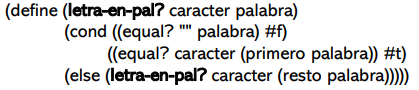 (define (letra-en-pal? caracter palabra)
(cond ((equal? "" palabra) #f)
((equal? caracter (primero palabra)) #t)
(else (letra-en-pal? caracter (resto palabra)))))